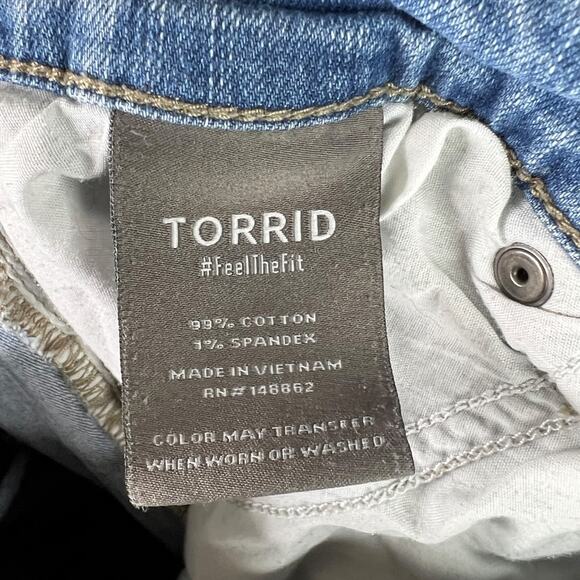 TORRID
#FeelTheFit
99% COTTON
1% SPANDEX
MADE IN VIETNAM
RN# 148862
COLOR MAY TRANSFER
WHEN WORN OR WASHED